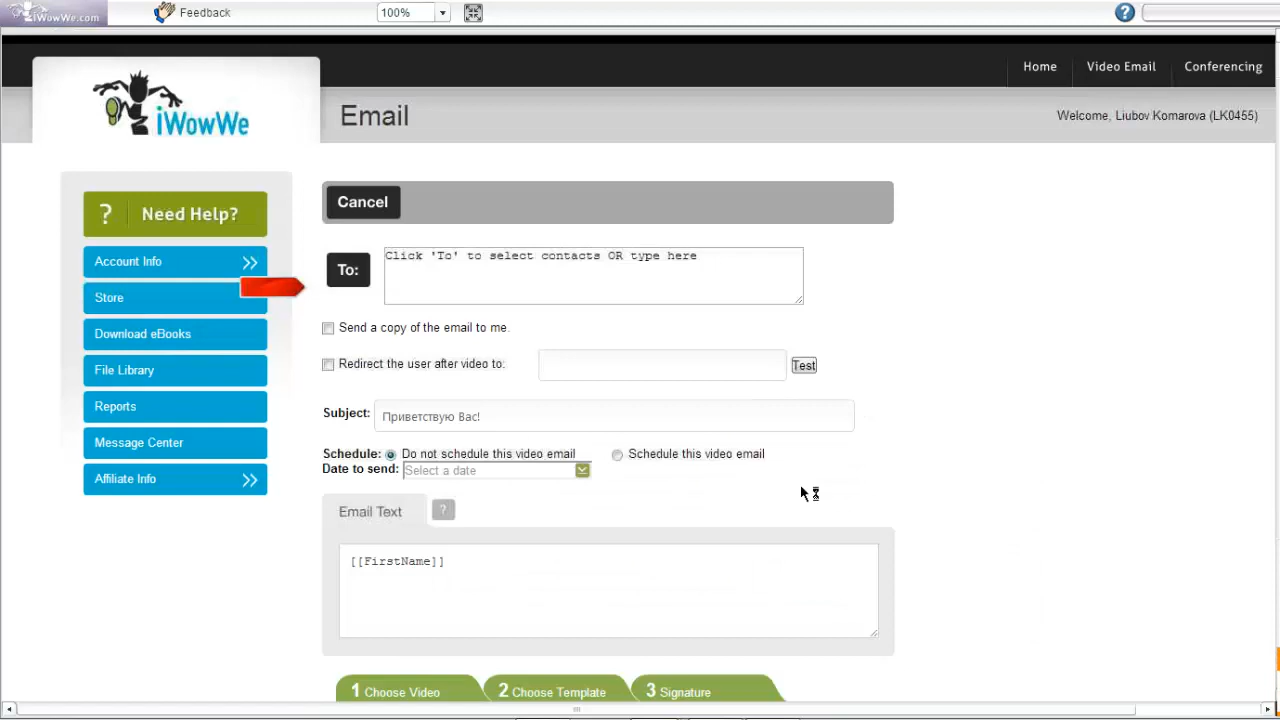 iWowWe.com
Feedback
100%
?
Home
Video Email
Conferencing
iWowWe
Email
Welcome, Liubov Komarova (LK0455)
? Need Help?
Account Info
Store
Download eBooks
File Library
Reports
Message Center
Affiliate Info
Cancel
To:
Click 'To' to select contacts OR type here
Send a copy of the email to me.
Redirect the user after video to:
Test
Subject:
Приветствую Вас!
Schedule: Do not schedule this video email Schedule this video email
Date to send: Select a date
Email Text ?
[[FirstName]]
1 Choose Video
2 Choose Template
3 Signature